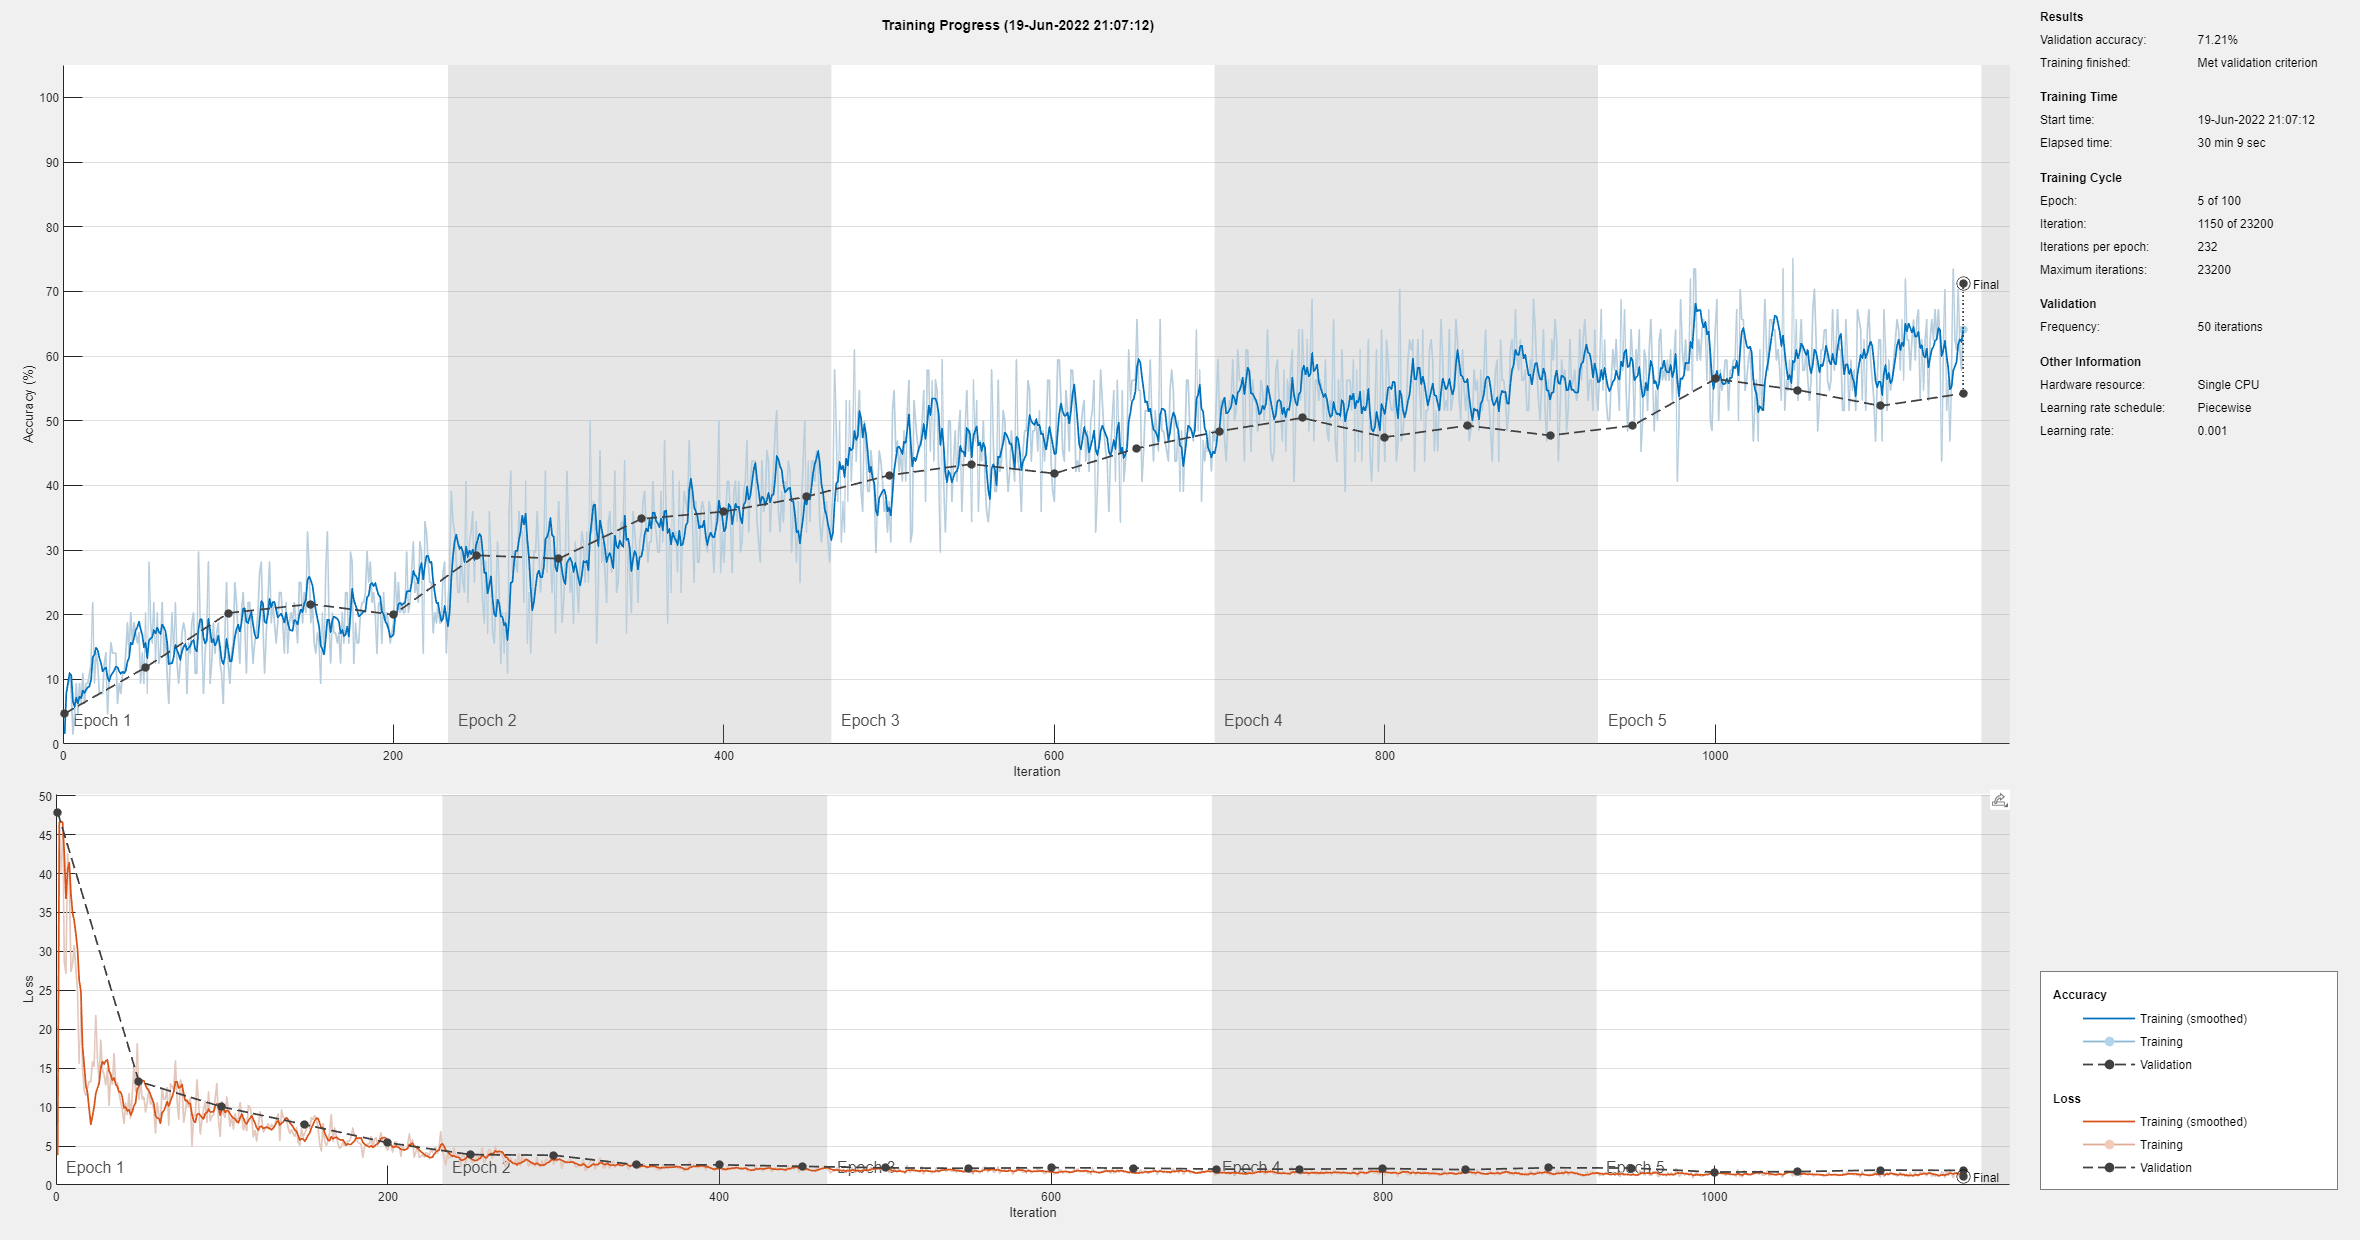 Training Progress (19-Jun-2022 21:07:12)
Accuracy (%)
100
90
80
70
60
50
40
30
20
10
0
Final
Epoch 1
Epoch 2
Epoch 3
Epoch 4
Epoch 5
0
200
400
600
800
1000
Iteration
Loss
50
45
40
35
30
25
20
15
10
5
0
Epoch 1
Epoch 2
Epoch 3
Epoch 4
Epoch 5
Final
0
200
400
600
800
1000
Iteration
Results
Validation accuracy: 71.21%
Training finished: Met validation criterion
Training Time
Start time: 19-Jun-2022 21:07:12
Elapsed time: 30 min 9 sec
Training Cycle
Epoch: 5 of 100
Iteration: 1150 of 23200
Iterations per epoch: 232
Maximum iterations: 23200
Validation
Frequency: 50 iterations
Other Information
Hardware resource: Single CPU
Learning rate schedule: Piecewise
Learning rate: 0.001
Accuracy
Training (smoothed)
Training
Validation
Loss
Training (smoothed)
Training
Validation